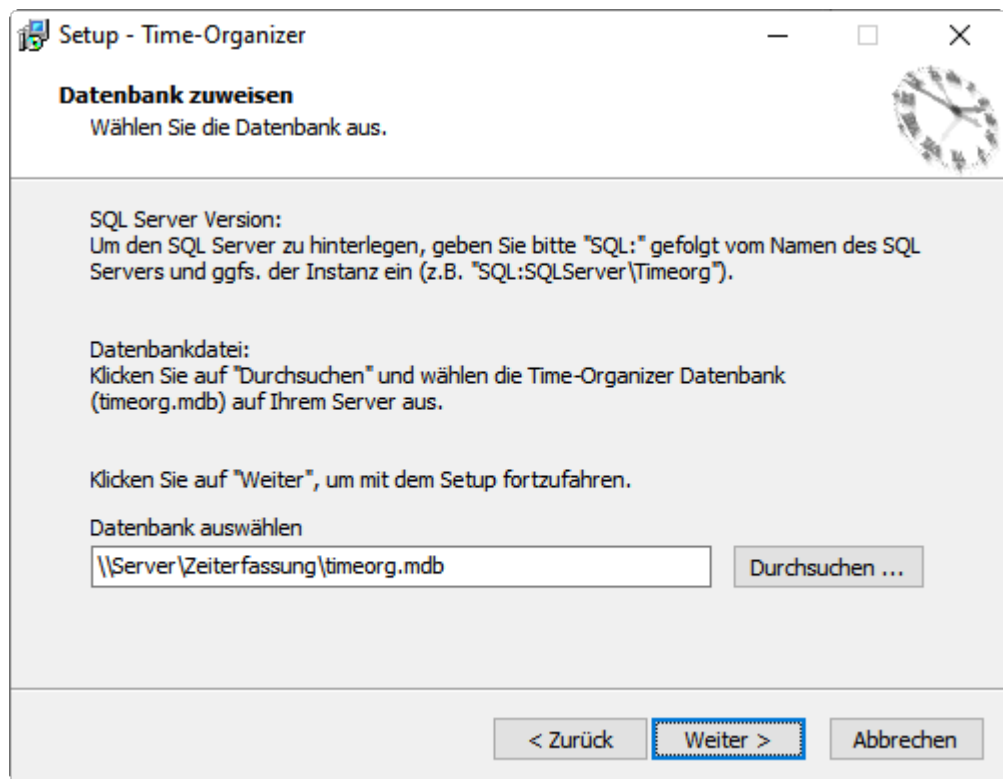 Setup - Time-Organizer
Datenbank zuweisen
Wählen Sie die Datenbank aus.
SQL Server Version:
Um den SQL Server zu hinterlegen, geben Sie bitte "SQL:" gefolgt vom Namen des SQL
Servers und ggfs. der Instanz ein (z.B. "SQL:SQLServer\Timeorg").
Datenbankdatei:
Klicken Sie auf "Durchsuchen" und wählen die Time-Organizer Datenbank
(timeorg.mdb) auf Ihrem Server aus.
Klicken Sie auf "Weiter", um mit dem Setup fortzufahren.
Datenbank auswählen
\\Server\Zeiterfassung\timeorg.mdb
Durchsuchen ...
< Zurück
Weiter >
Abbrechen